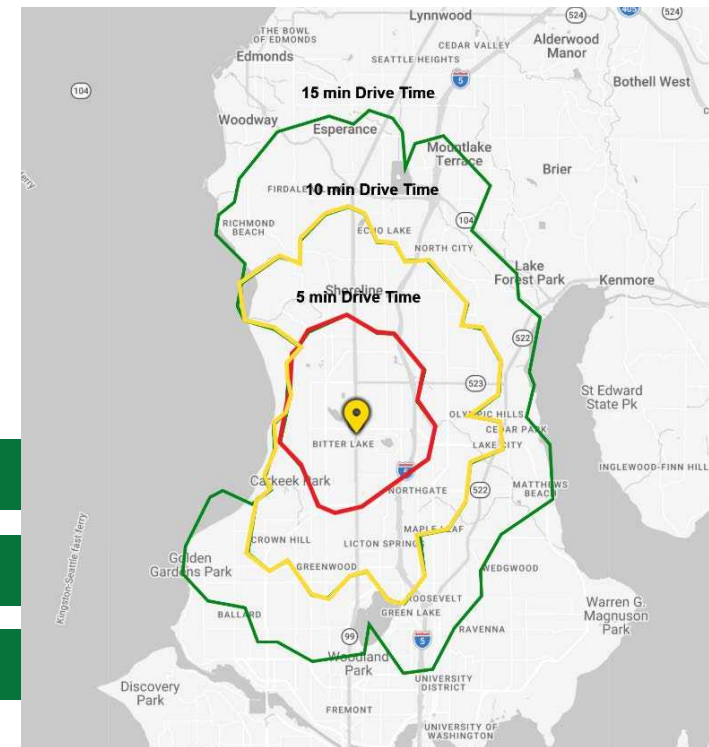 Lynnwood
524
405
524
THE BOWL
OF EDMONDS
CEDAR VALLEY
Alderwood
Manor
Edmonds
SEATTLE HEIGHTS
5
Bothell West
104
15 min Drive Time
Woodway
Esperance
Mountlake
Terrace
Brier
10 min Drive Time
RICHMOND
BEACH
104
ECHO LAKE
NORTH CITY
Lake
Forest Park
Kenmore
Shoreline
5 min Drive Time
522
523
St Edward
State Pk
OLYMPIC HILLS
CEDAR PARK
BITTER LAKE
LAKE CITY
INGLEWOOD-FINN HILL
Carkeek Park
NORTHGATE
522
MATTHEWS
BEACH
Kingston-Seattle fast ferry
MAPLE LEAF
CROWN HILL
LICTON SPRINGS
Golden
Gardens Park
GREENWOOD
WEDGWOOD
ROOSEVELT
GREEN LAKE
Warren G.
Magnuson
Park
BALLARD
RAVENNA
99
5
Woodland
Park
UNIVERSITY
DISTRICT
Discovery
Park
FREMONT
UNIVERSITY OF
WASHINGTON